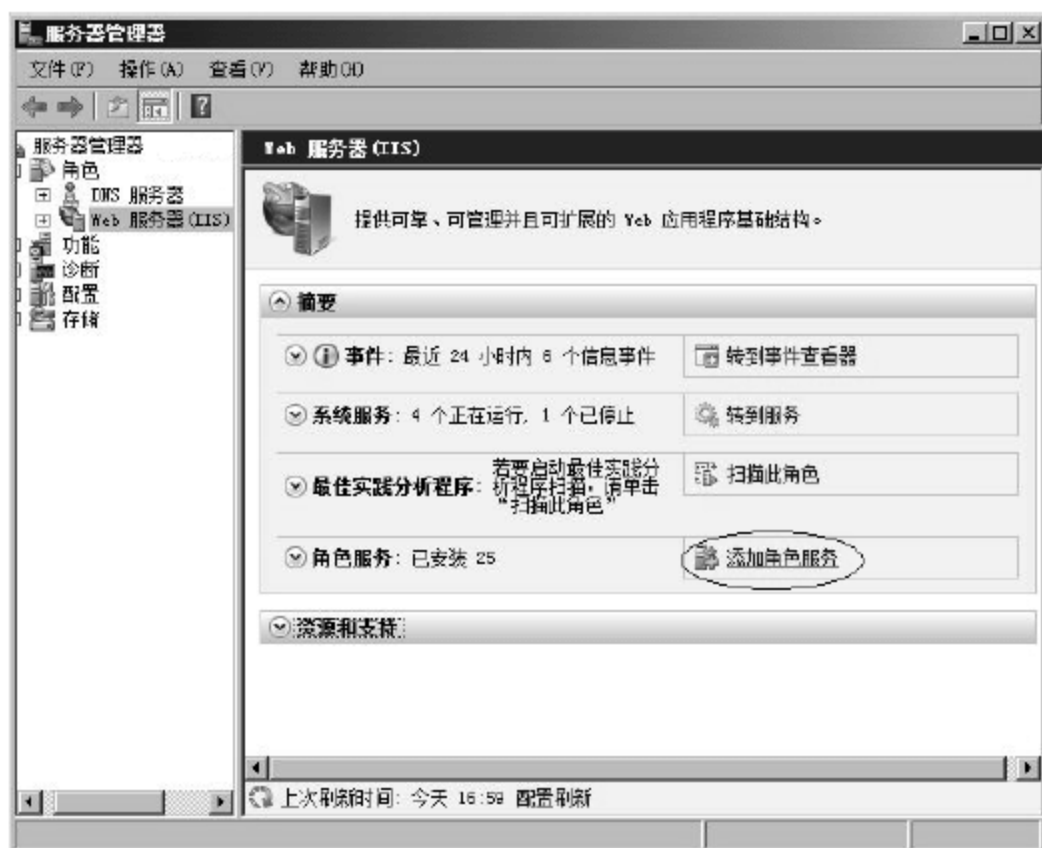 服务器管理器
文件(F) 操作(A) 查看(V) 帮助(H)
服务器管理器
角色
DNS 服务器
Web 服务器(IIS)
功能
诊断
配置
存储
Web 服务器(IIS)
提供可靠、可管理并且可扩展的 Web 应用程序基础结构。
摘要
事件: 最近 24 小时内 6 个信息事件
转到事件查看器
系统服务: 4 个正在运行, 1 个已停止
转到服务
最佳实践分析程序: 若要启动最佳实践分
析程序扫描,请单击
“扫描此角色”
扫描此角色
角色服务: 已安装 25
添加角色服务
资源和支持
上次刷新时间: 今天 16:59 配置刷新